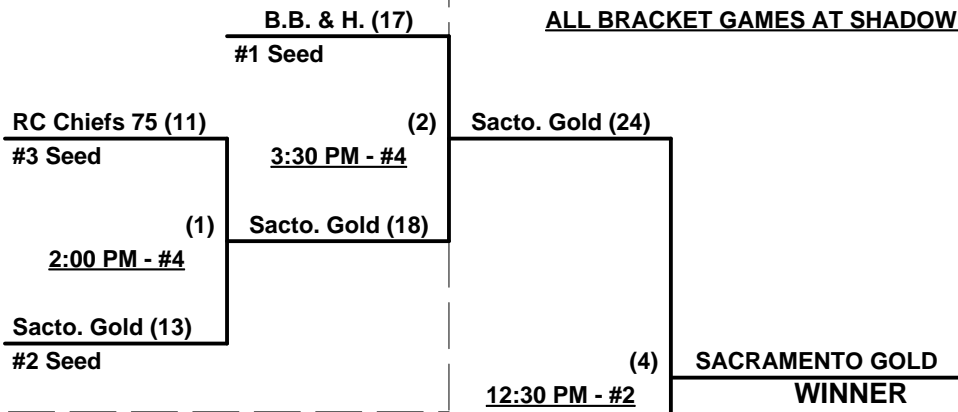 B.B. & H. (17)
ALL BRACKET GAMES AT SHADOW
#1 Seed
RC Chiefs 75 (11)
(2)
Sacto. Gold (24)
#3 Seed
3:30 PM - #4
(1)
Sacto. Gold (18)
2:00 PM - #4
Sacto. Gold (13)
#2 Seed
(4)
SACRAMENTO GOLD
12:30 PM - #2
WINNER